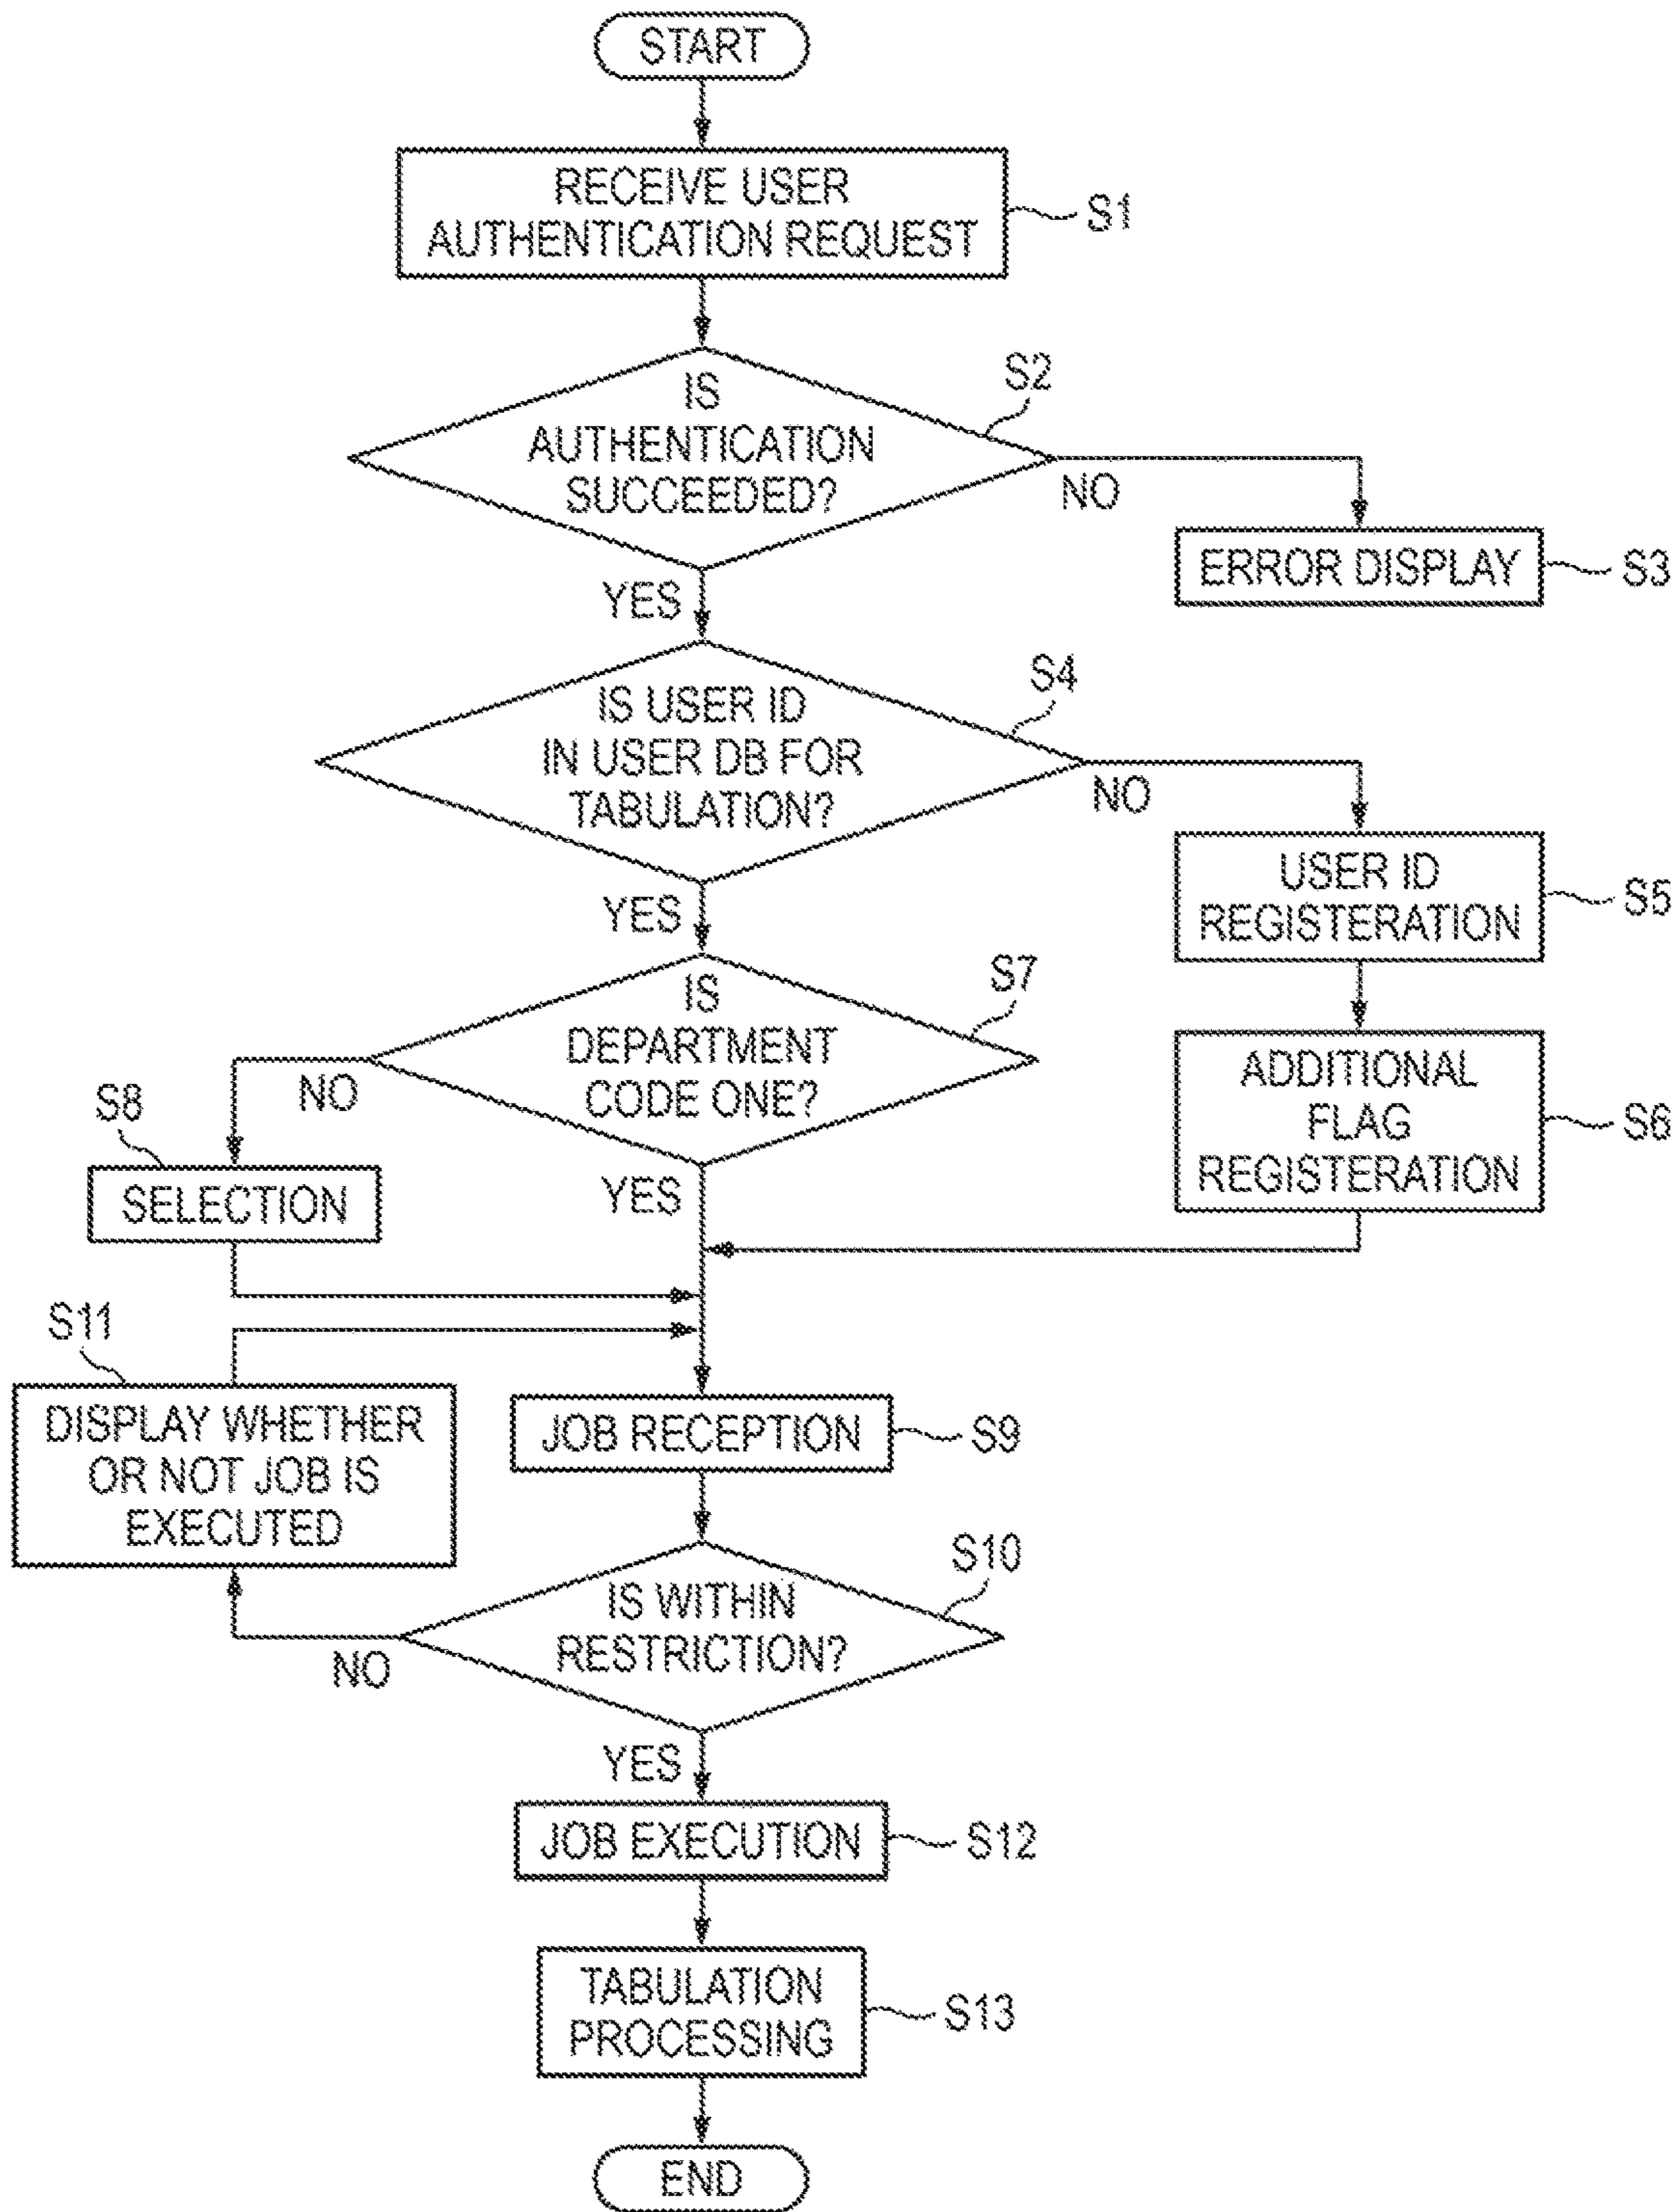 START
RECEIVE USER
AUTHENTICATION REQUEST
S1
IS
AUTHENTICATION
SUCCEEDED?
S2
NO
ERROR DISPLAY
S3
YES
IS USER ID
IN USER DB FOR
TABULATION?
S4
NO
USER ID
REGISTERATION
S5
YES
IS
DEPARTMENT
CODE ONE?
S7
NO
ADDITIONAL
FLAG
REGISTERATION
S6
S8
SELECTION
YES
S11
DISPLAY WHETHER
OR NOT JOB IS
EXECUTED
JOB RECEPTION
S9
IS WITHIN
RESTRICTION?
S10
NO
YES
JOB EXECUTION
S12
TABULATION
PROCESSING
S13
END